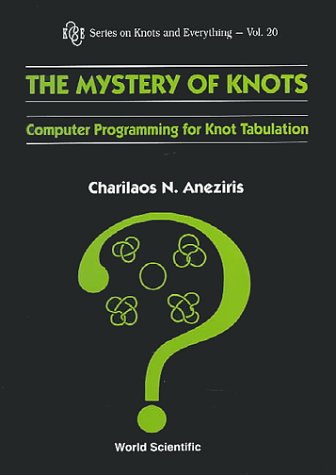 K&E Series on Knots and Everything – Vol. 20
THE MYSTERY OF KNOTS
Computer Programming for Knot Tabulation
Charilaos N. Aneziris
?
World Scientific